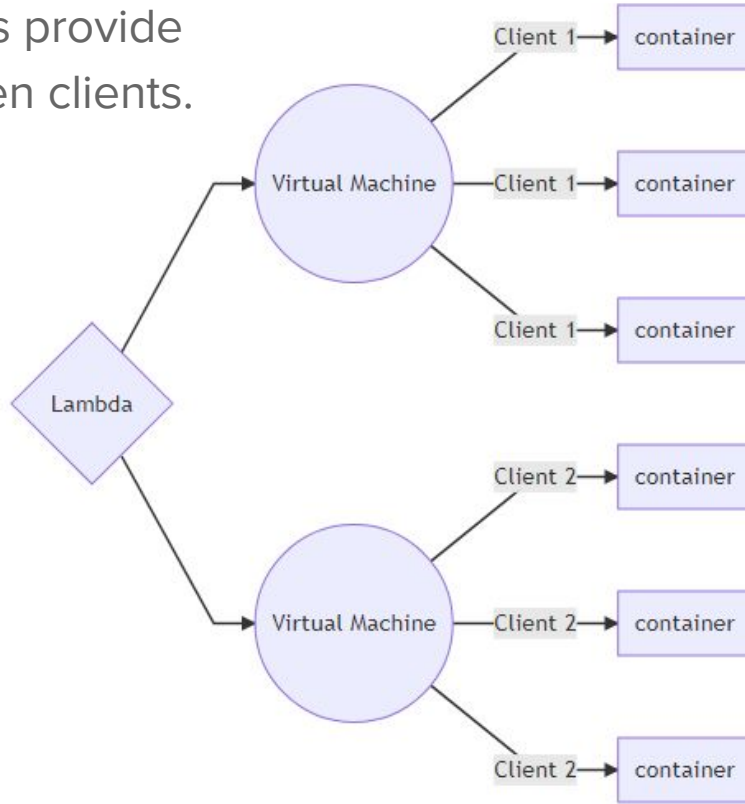 s provide
en clients.
Client 1
container
Virtual Machine
Client 1
container
Client 1
container
Lambda
Client 2
container
Virtual Machine
Client 2
container
Client 2
container